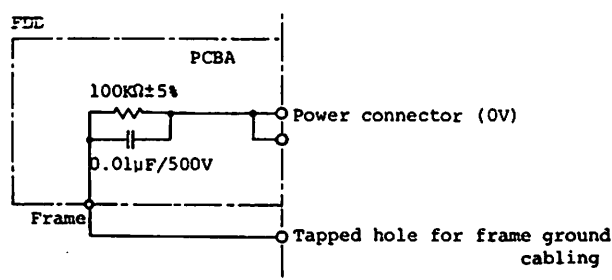 FDD
PCBA
100KΩ±5%
Power connector (0V)
0.01µF/500V
Frame
Tapped hole for frame ground
cabling